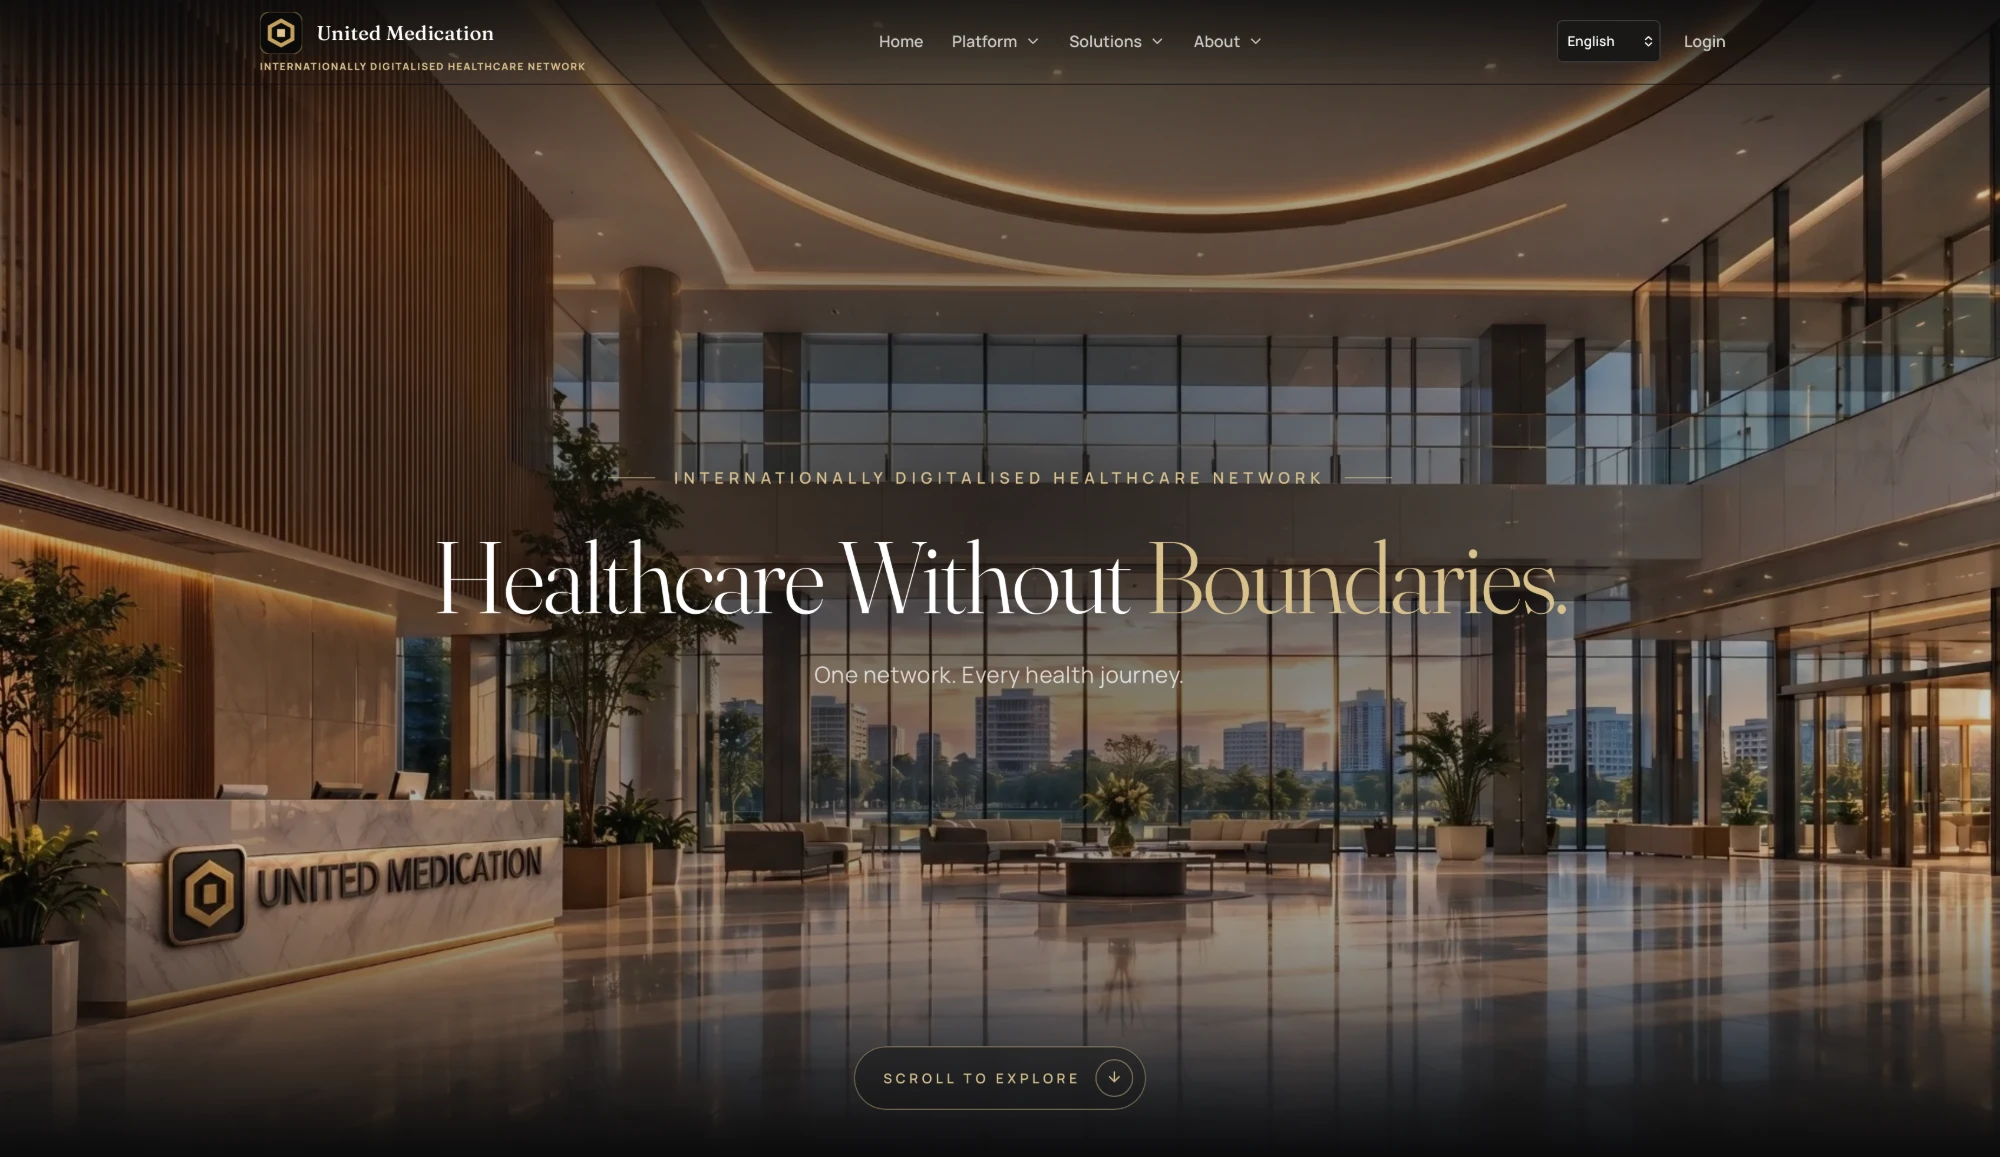 United Medication
INTERNATIONALLY DIGITALISED HEALTHCARE NETWORK
Home Platform Solutions About English Login
INTERNATIONALLY DIGITALISED HEALTHCARE NETWORK
Healthcare Without Boundaries.
One network. Every health journey.
UNITED MEDICATION
SCROLL TO EXPLORE